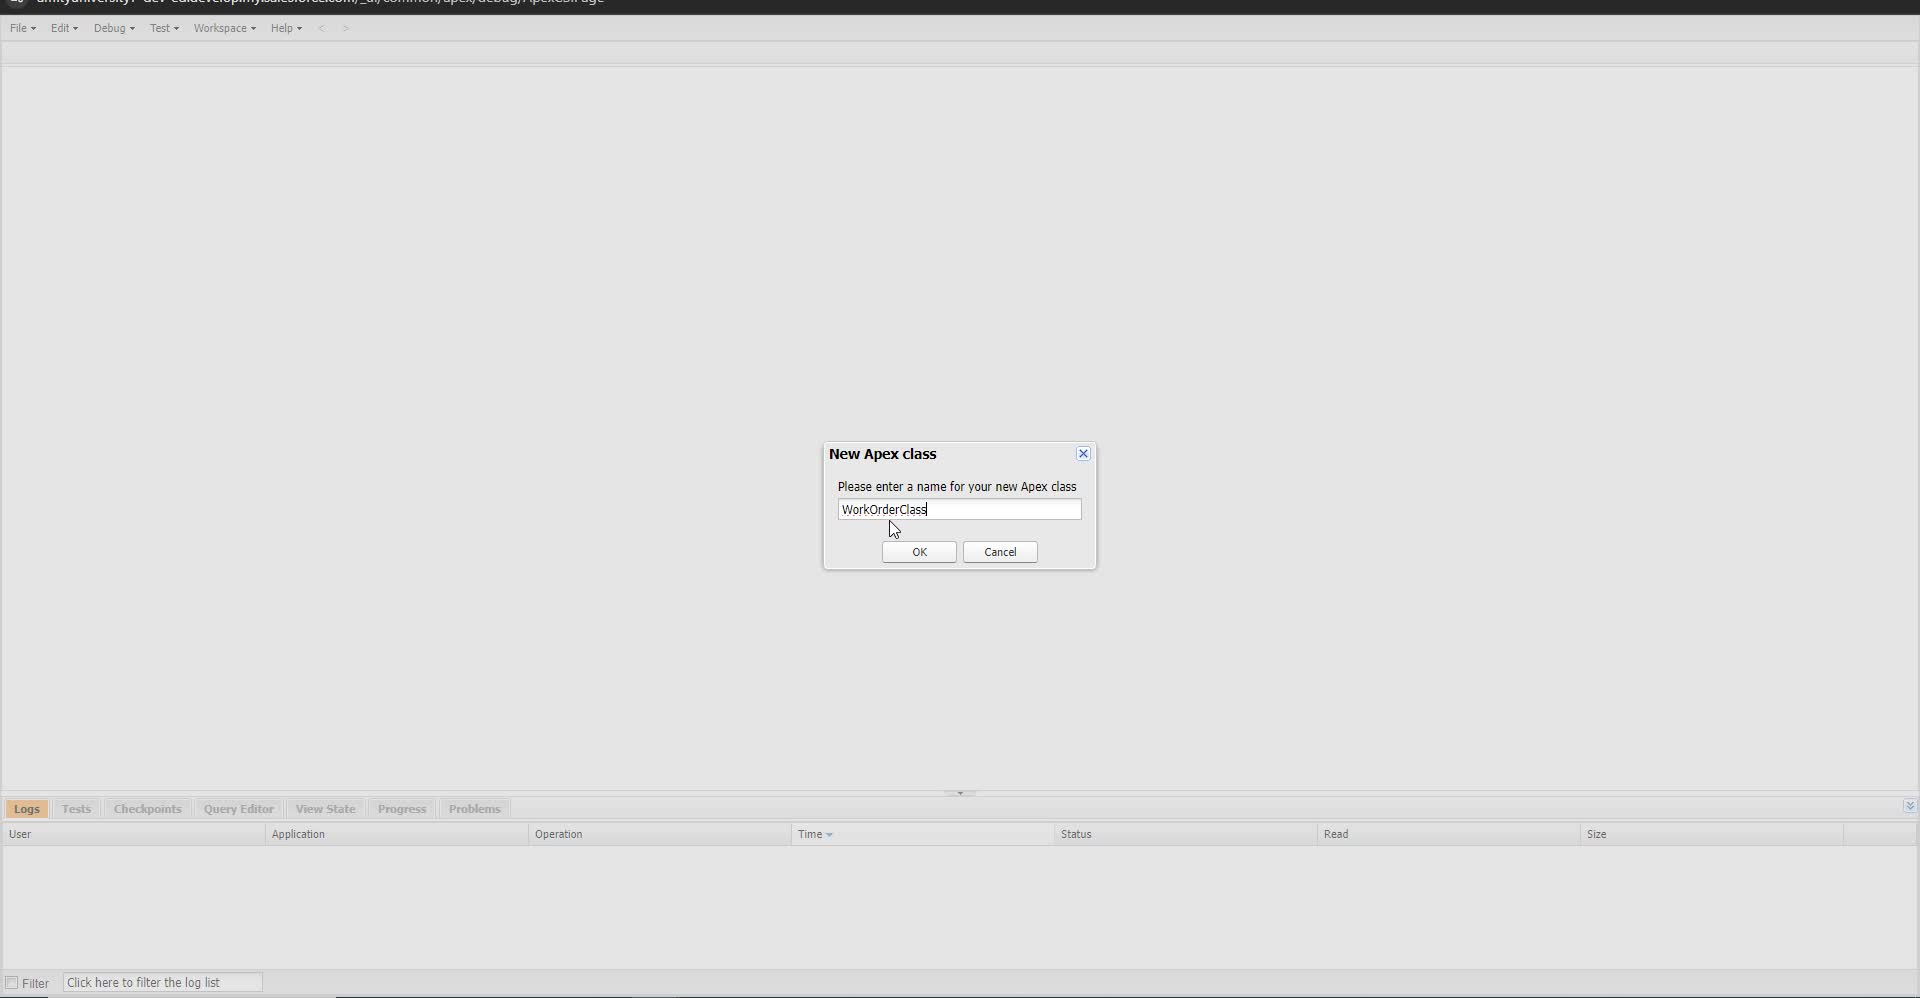 File Edit Debug Test Workspace Help < >
New Apex class
Please enter a name for your new Apex class
WorkOrderClass
OK Cancel
Logs Tests Checkpoints Query Editor View State Progress Problems
User Application Operation Time Status Read Size
Filter Click here to filter the log list